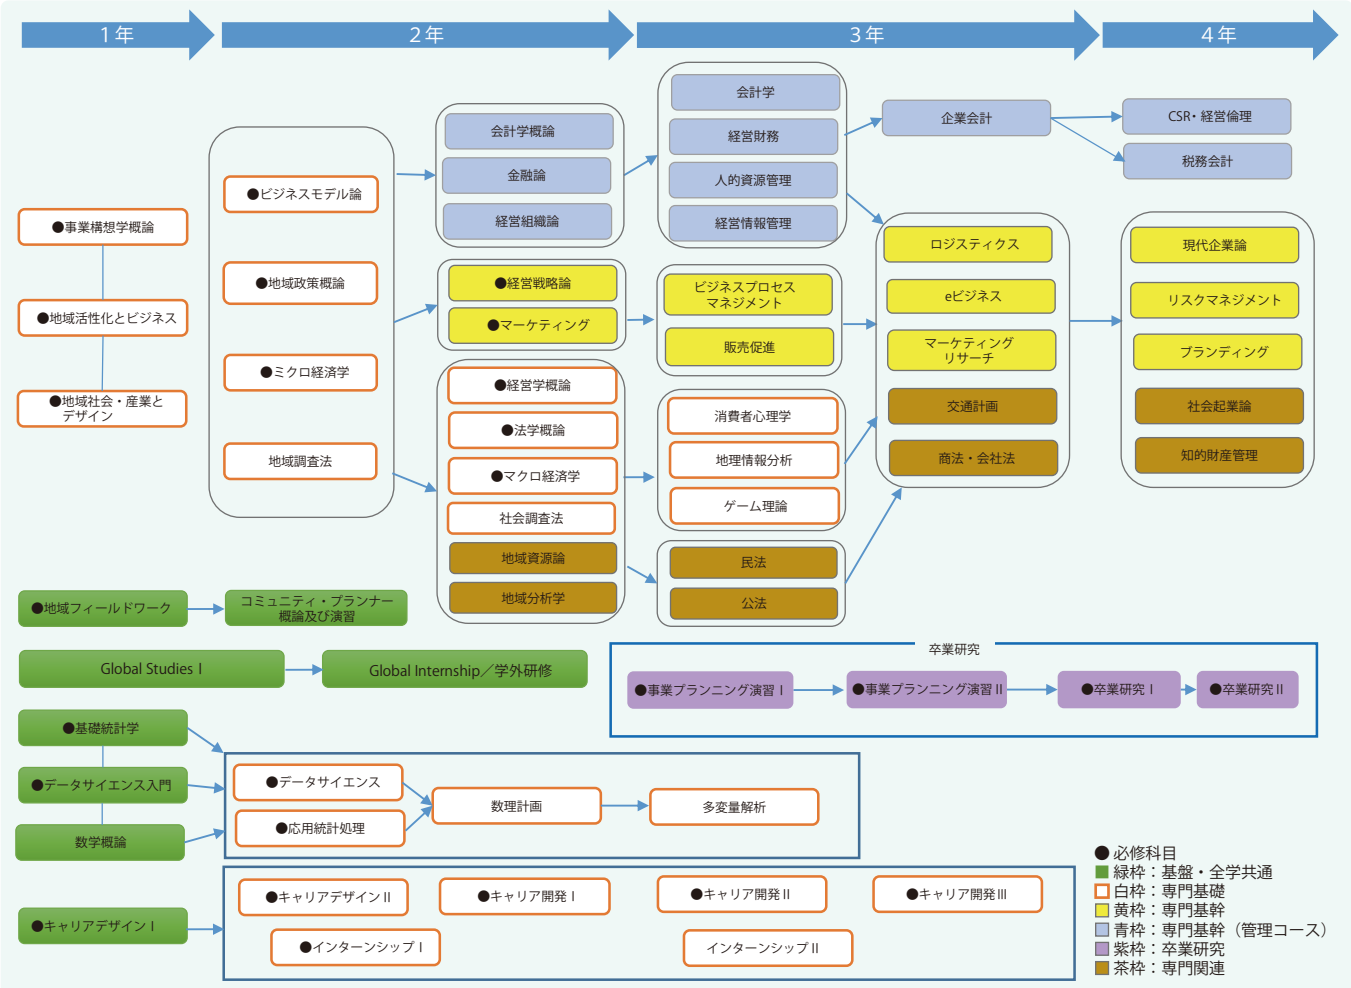 1年
2年
3年
4年
●事業構想学概論
●地域活性化とビジネス
●地域社会・産業と
デザイン
●ビジネスモデル論
●地域政策概論
●ミクロ経済学
地域調査法
会計学概論
金融論
経営組織論
●経営戦略論
●マーケティング
●経営学概論
●法学概論
●マクロ経済学
社会調査法
地域資源論
地域分析学
会計学
経営財務
人的資源管理
経営情報管理
ビジネスプロセス
マネジメント
販売促進
消費者心理学
地理情報分析
ゲーム理論
民法
公法
企業会計
ロジスティクス
eビジネス
マーケティング
リサーチ
交通計画
商法・会社法
CSR・経営倫理
税務会計
現代企業論
リスクマネジメント
ブランディング
社会起業論
知的財産管理
●地域フィールドワーク
コミュニティ・プランナー
概論及び演習
Global Studies Ⅰ
Global Internship／学外研修
卒業研究
●事業プランニング演習Ⅰ
●事業プランニング演習Ⅱ
●卒業研究Ⅰ
●卒業研究Ⅱ
●基礎統計学
●データサイエンス入門
数学概論
●データサイエンス
●応用統計処理
数理計画
多変量解析
●キャリアデザインⅠ
●キャリアデザインⅡ
●キャリア開発Ⅰ
●キャリア開発Ⅱ
●キャリア開発Ⅲ
●インターンシップⅠ
インターンシップⅡ
●必修科目
緑枠：基盤・全学共通
白枠：専門基礎
黄枠：専門基幹
青枠：専門基幹（管理コース）
紫枠：卒業研究
茶枠：専門関連